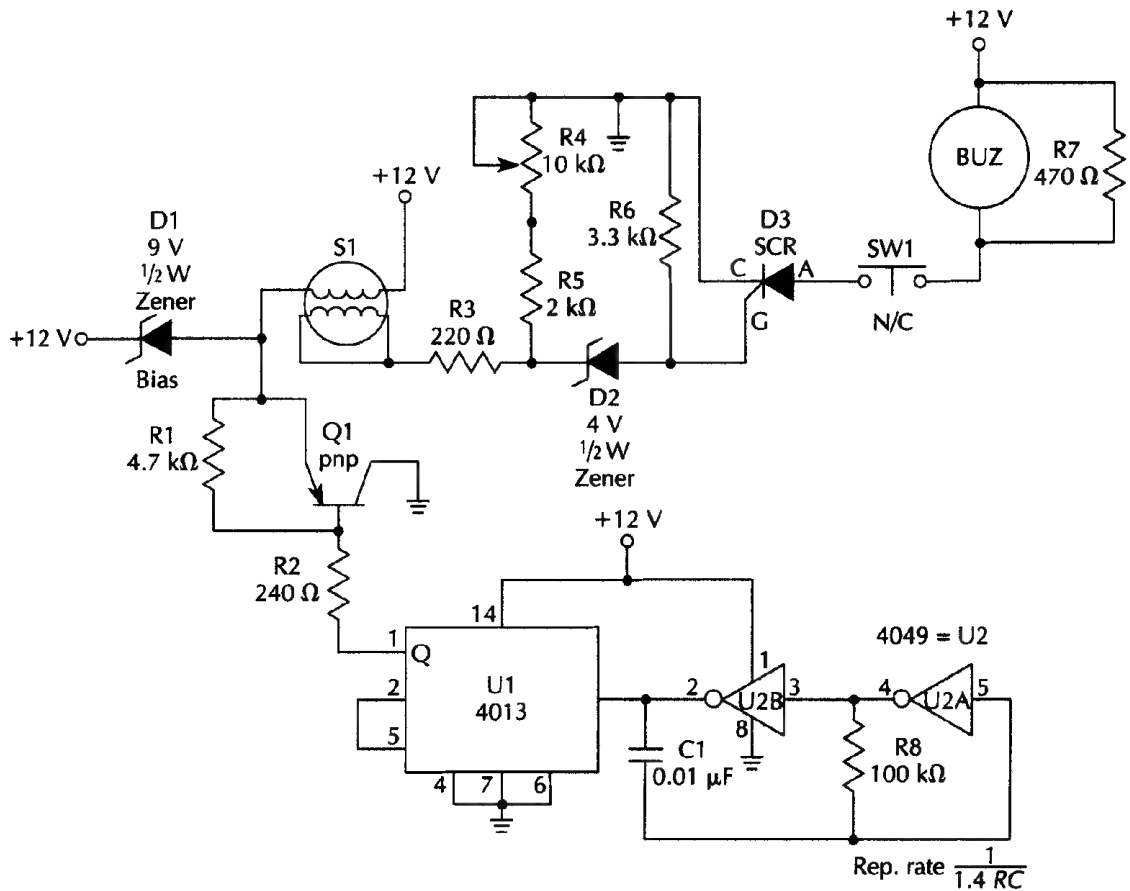 +12 V
R4
10 kΩ
BUZ
R7
470 Ω
+12 V
D1
9 V
1/2 W
Zener
S1
R6
3.3 kΩ
D3
SCR
SW1
C
A
R5
2 kΩ
G
N/C
R3
220 Ω
+12 V
Bias
D2
4 V
1/2 W
Zener
R1
4.7 kΩ
Q1
pnp
+12 V
R2
240 Ω
14
4049 = U2
1
Q
U1
4013
2
1
U2B
3
4
U2A
5
2
5
8
C1
0.01 µF
R8
100 kΩ
4
7
6
Rep. rate 1/1.4 RC